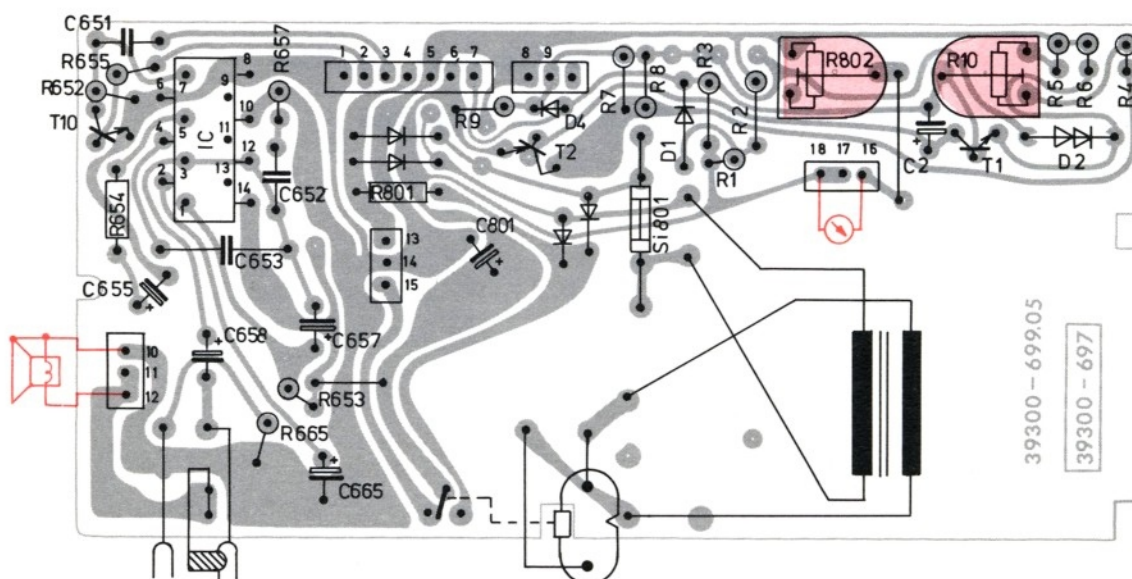 C651
R655
R652
T10
8
6
7
9
10
4
5
11
IC
12
13
2
3
14
1
R657
1 2 3 4 5 6 7
8 9
R9
D4
T2
R7
R8
R3
R2
D1
R1
R802
R10
R5
R6
R4
C2
T1
D2
18 17 16
R654
C652
R801
C653
C801
Si801
13
14
15
C655
C658
C657
10
11
12
R653
R665
C665
39300-699.05
39300-697